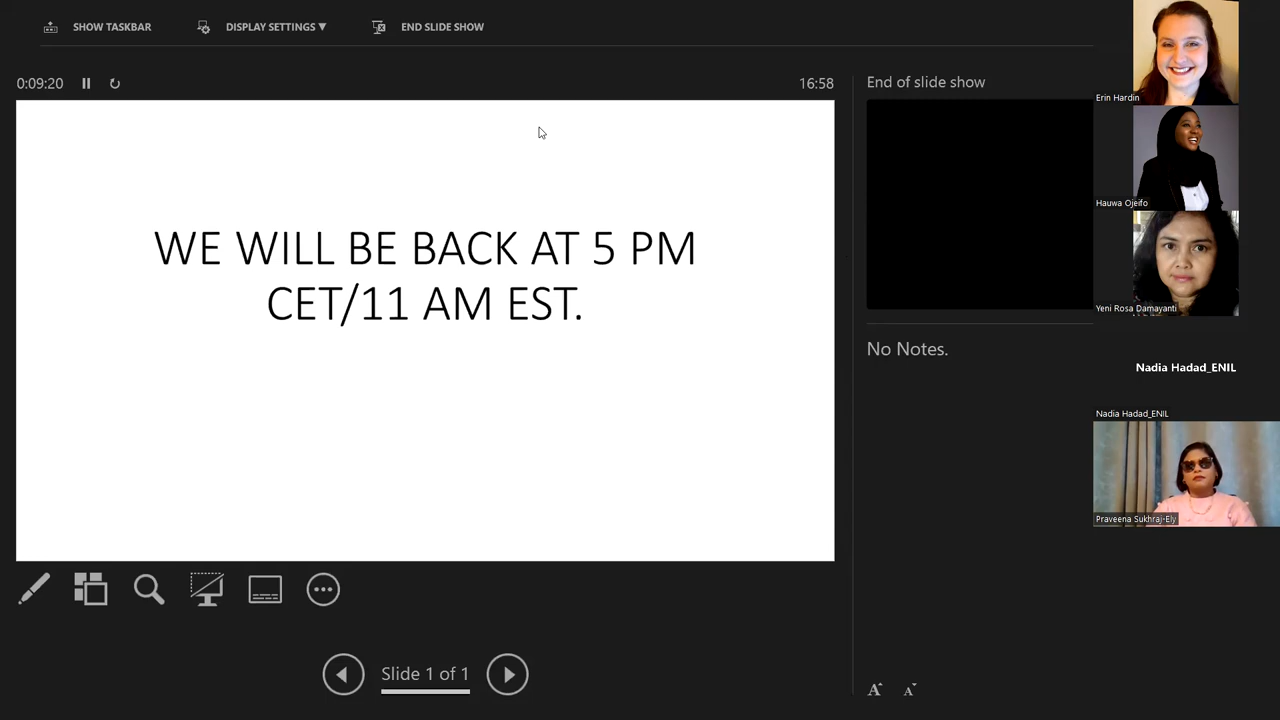 SHOW TASKBAR
DISPLAY SETTINGS ▼
END SLIDE SHOW
0:09:20
16:58
WE WILL BE BACK AT 5 PM
CET/11 AM EST.
Slide 1 of 1
End of slide show
No Notes.
A A
Erin Hardin
Hauwa Ojeifo
Yeni Rosa Damayanti
Nadia Hadad_ENIL
Nadia Hadad_ENIL
Praveena Sukhraj-Ely